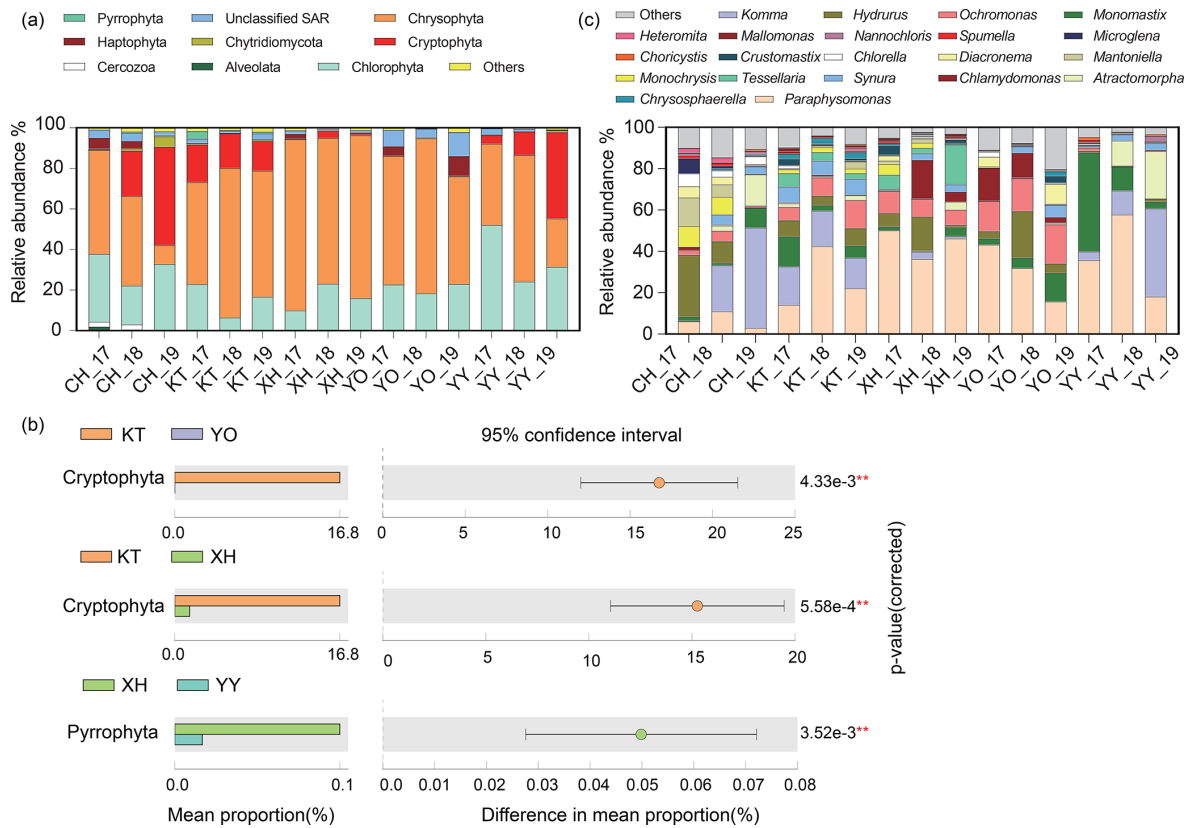 (a)
Pyrrophyta Unclassified SAR Chrysophyta
Haptophyta Chytridiomycota Cryptophyta
Cercozoa Alveolata Chlorophyta Others
Relative abundance %
100
80
60
40
20
0
CH_17 CH_18 CH_19 KT_17 KT_18 KT_19 XH_17 XH_18 XH_19 YO_17 YO_18 YO_19 YY_17 YY_18 YY_19
(c)
Others Komma Hydrurus Ochromonas Monomastix
Heteromita Mallomonas Nannochloris Spumella Microglena
Choricystis Crustomastix Chlorella Diacronema Mantoniella
Monochrysis Tessellaria Synura Chlamydomonas Atractomorpha
Chrysosphaerella Paraphysomonas
Relative abundance %
100
80
60
40
20
0
CH_17 CH_18 CH_19 KT_17 KT_18 KT_19 XH_17 XH_18 XH_19 YO_17 YO_18 YO_19 YY_17 YY_18 YY_19
(b)
KT YO 95% confidence interval
Cryptophyta 4.33e-3**
0.0 16.8 0 5 10 15 20 25
KT XH
Cryptophyta 5.58e-4**
0.0 16.8 0 5 10 15 20
XH YY
Pyrrophyta 3.52e-3**
0.0 0.1 0.0 0.01 0.02 0.03 0.04 0.05 0.06 0.07 0.08
Mean proportion(%) Difference in mean proportion(%)
p-value(corrected)